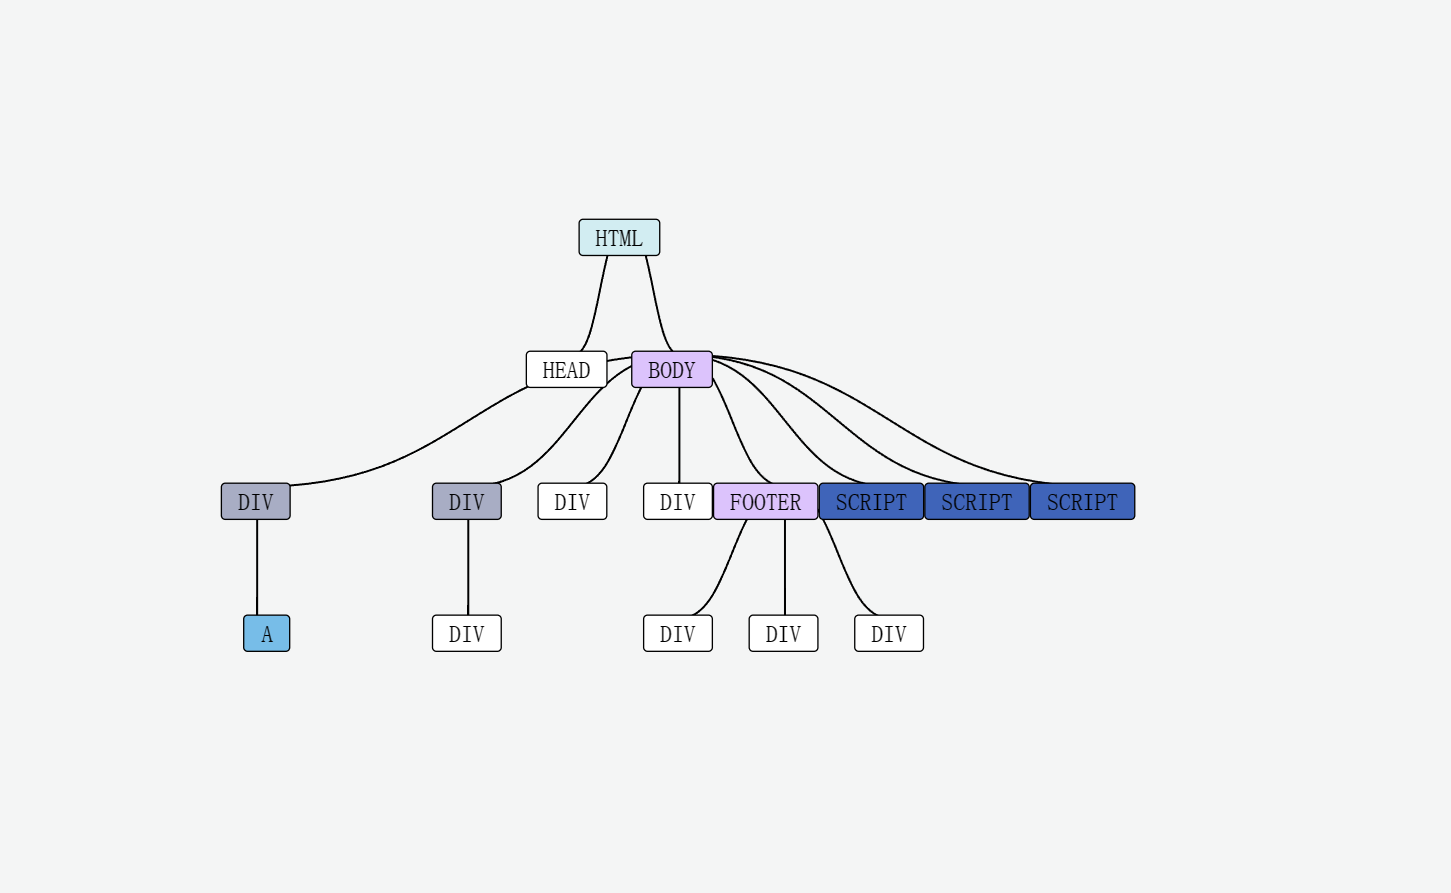 HTML
HEAD BODY
DIV DIV DIV DIV FOOTER SCRIPT SCRIPT SCRIPT
A DIV DIV DIV DIV